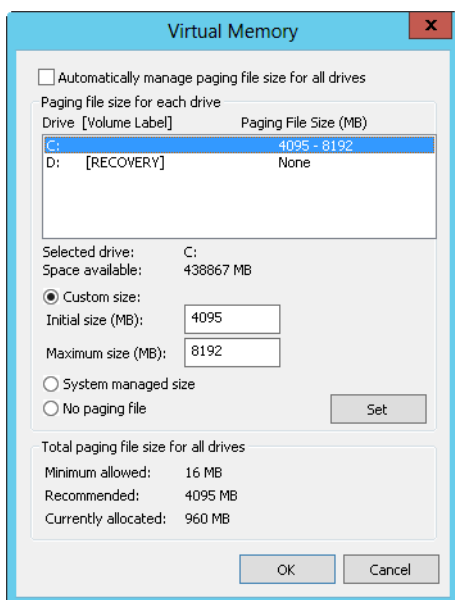 Virtual Memory
x
Automatically manage paging file size for all drives
Paging file size for each drive
Drive [Volume Label] Paging File Size (MB)
C: 4095 - 8192
D: [RECOVERY] None
Selected drive: C:
Space available: 438867 MB
Custom size:
Initial size (MB): 4095
Maximum size (MB): 8192
System managed size
No paging file Set
Total paging file size for all drives
Minimum allowed: 16 MB
Recommended: 4095 MB
Currently allocated: 960 MB
OK Cancel